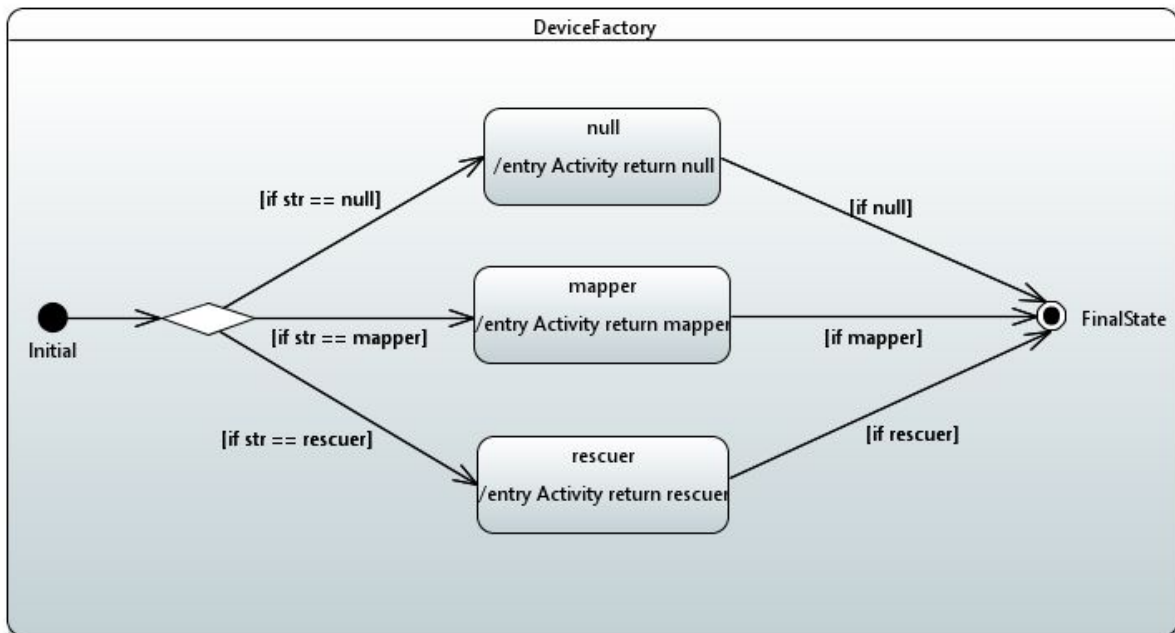 DeviceFactory
null
/entry Activity return null
[if str == null]
[if null]
mapper
/entry Activity return mapper
Initial
[if str == mapper]
[if mapper]
FinalState
[if str == rescuer]
[if rescuer]
rescuer
/entry Activity return rescuer